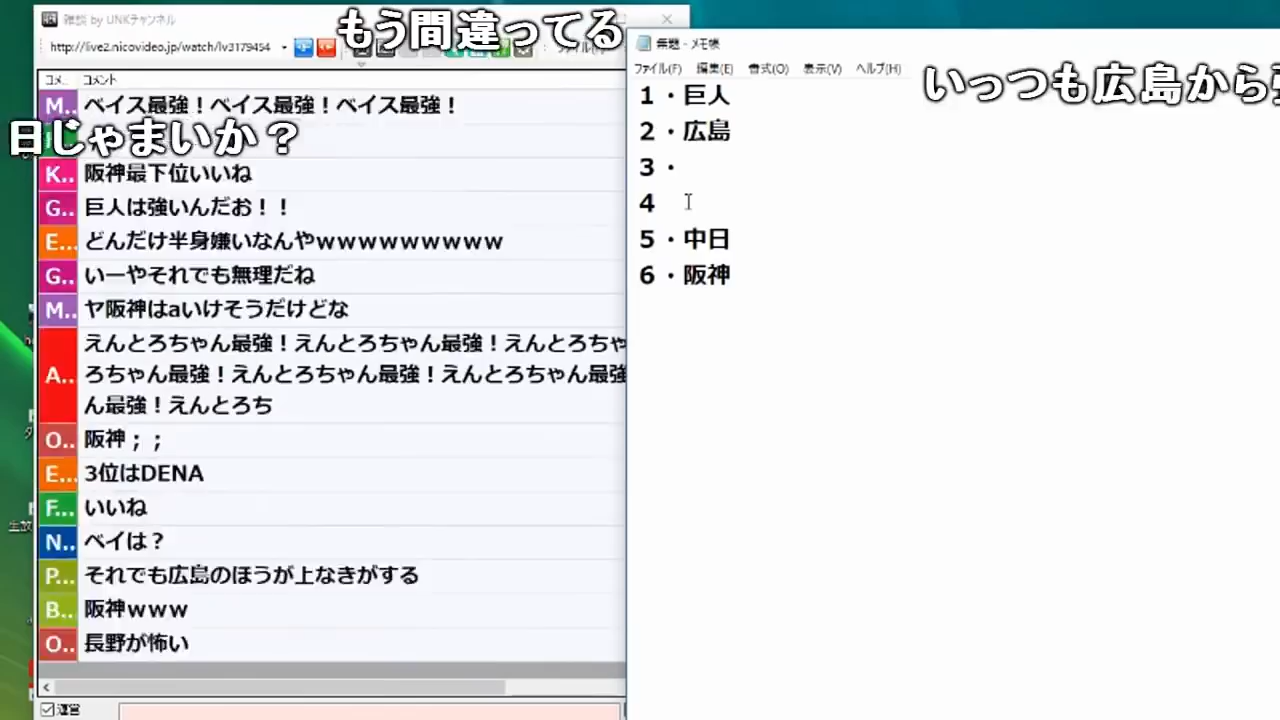 雑談 by UNKチャンネル
もう間違ってる
http://live2.nicovideo.jp/watch/lv3179454
コメ.. コメント
M.. ベイス最強！ベイス最強！ベイス最強！
日じゃまいか？
K.. 阪神最下位いいね
G.. 巨人は強いんだお！！
E... どんだけ半身嫌いなんやwwwwwwwww
G.. いーやそれでも無理だね
M.. ヤ阪神はaいけそうだけどな
A.. えんとろちゃん最強！えんとろちゃん最強！えんとろちゃ
ろちゃん最強！えんとろちゃん最強！えんとろちゃん最強
ん最強！えんとろち
O.. 阪神；；
E... 3位はDENA
F... いいね
N.. ベイは？
P... それでも広島のほうが上なきがする
B.. 阪神ｗｗｗ
O.. 長野が怖い
運営
無題 - メモ帳
ファイル(F) 編集(E) 書式(O) 表示(V) ヘルプ(H)
いっつも広島から
1・巨人
2・広島
3・
4
5・中日
6・阪神